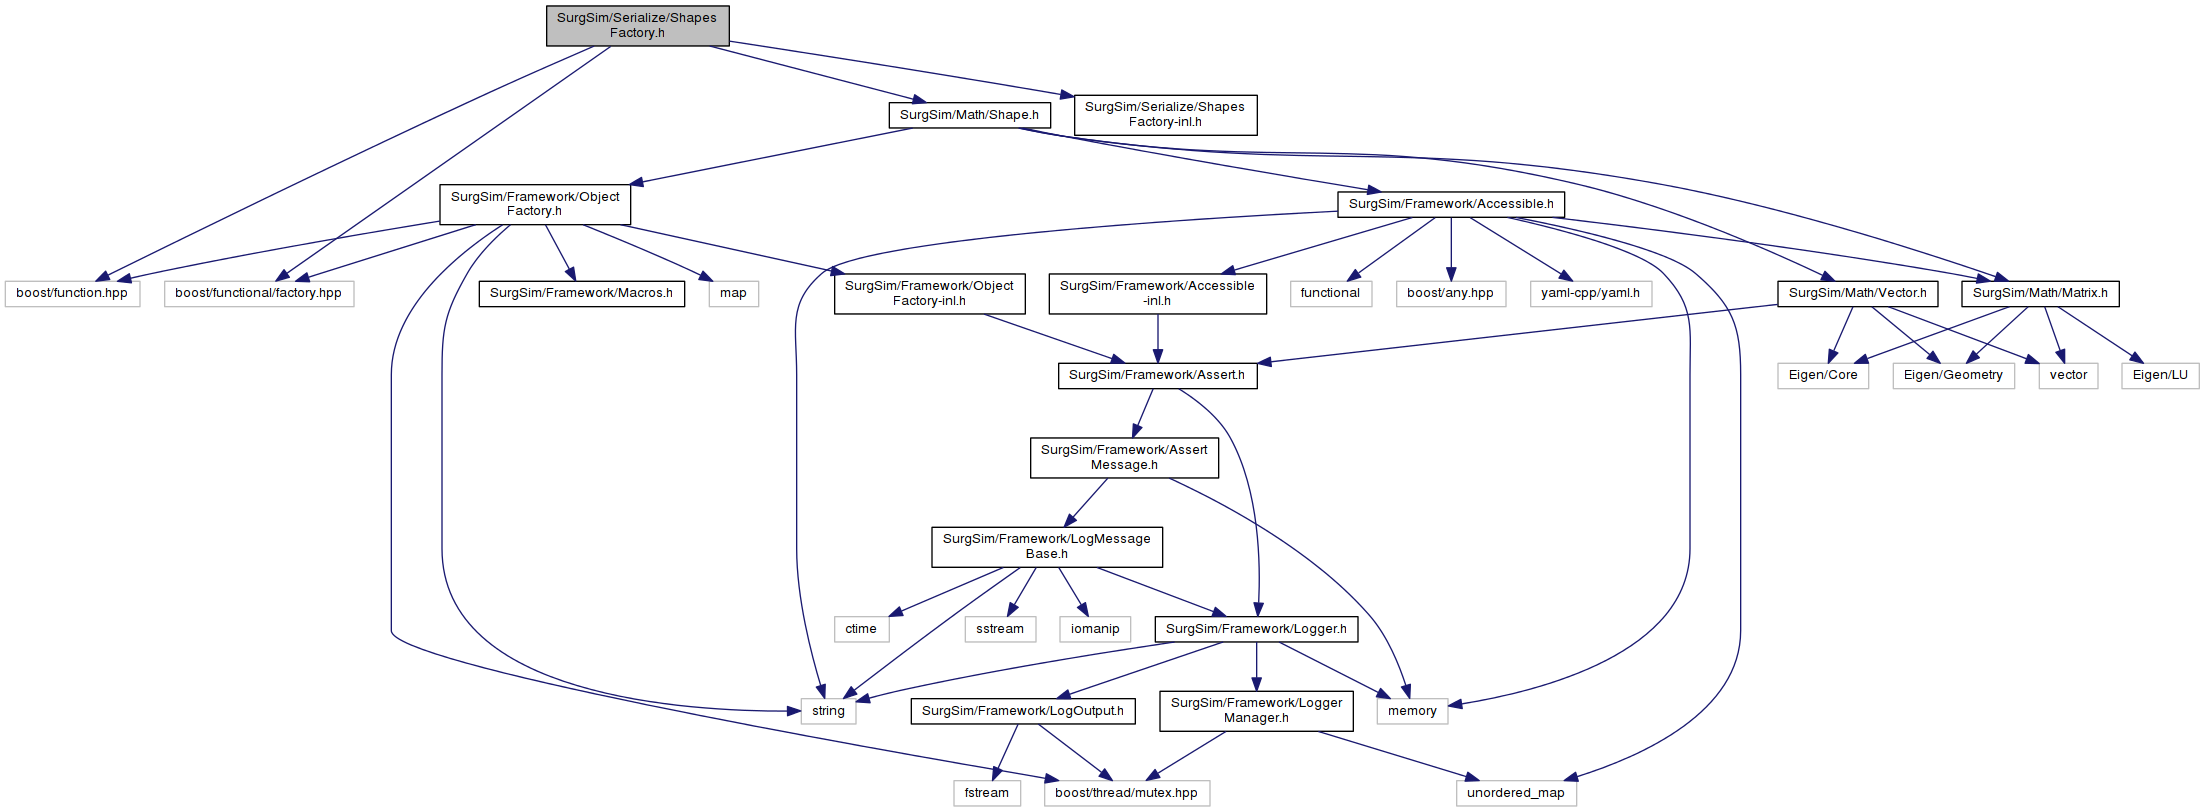 SurgSim/Serialize/Shapes
Factory.h
SurgSim/Math/Shape.h
SurgSim/Serialize/Shapes
Factory-inl.h
SurgSim/Framework/Object
Factory.h
SurgSim/Framework/Accessible.h
boost/function.hpp
boost/functional/factory.hpp
SurgSim/Framework/Macros.h
map
SurgSim/Framework/Object
Factory-inl.h
SurgSim/Framework/Accessible
-inl.h
functional
boost/any.hpp
yaml-cpp/yaml.h
SurgSim/Math/Vector.h
SurgSim/Math/Matrix.h
SurgSim/Framework/Assert.h
Eigen/Core
Eigen/Geometry
vector
Eigen/LU
SurgSim/Framework/Assert
Message.h
SurgSim/Framework/LogMessage
Base.h
ctime
sstream
iomanip
SurgSim/Framework/Logger.h
string
SurgSim/Framework/LogOutput.h
SurgSim/Framework/Logger
Manager.h
memory
fstream
boost/thread/mutex.hpp
unordered_map